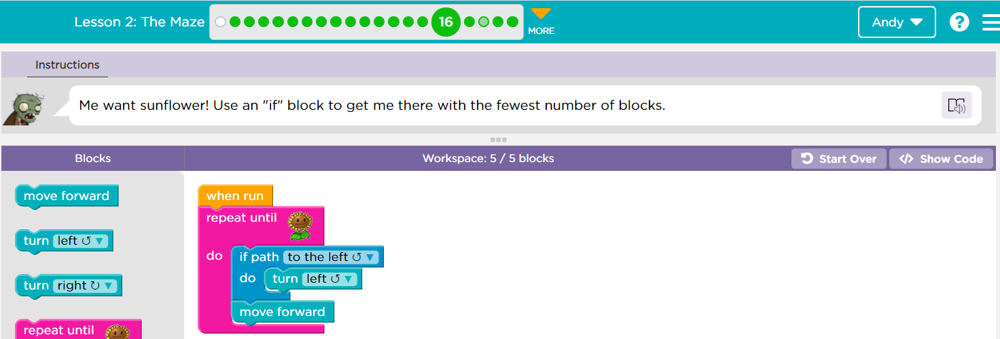 Lesson 2: The Maze
16
MORE
Andy
?
Instructions
Me want sunflower! Use an "if" block to get me there with the fewest number of blocks.
Blocks
Workspace: 5 / 5 blocks
Start Over
</> Show Code
move forward
turn left ↺ ▼
turn right ↻ ▼
repeat until
when run
repeat until
do
if path to the left ↺ ▼
do turn left ↺ ▼
move forward